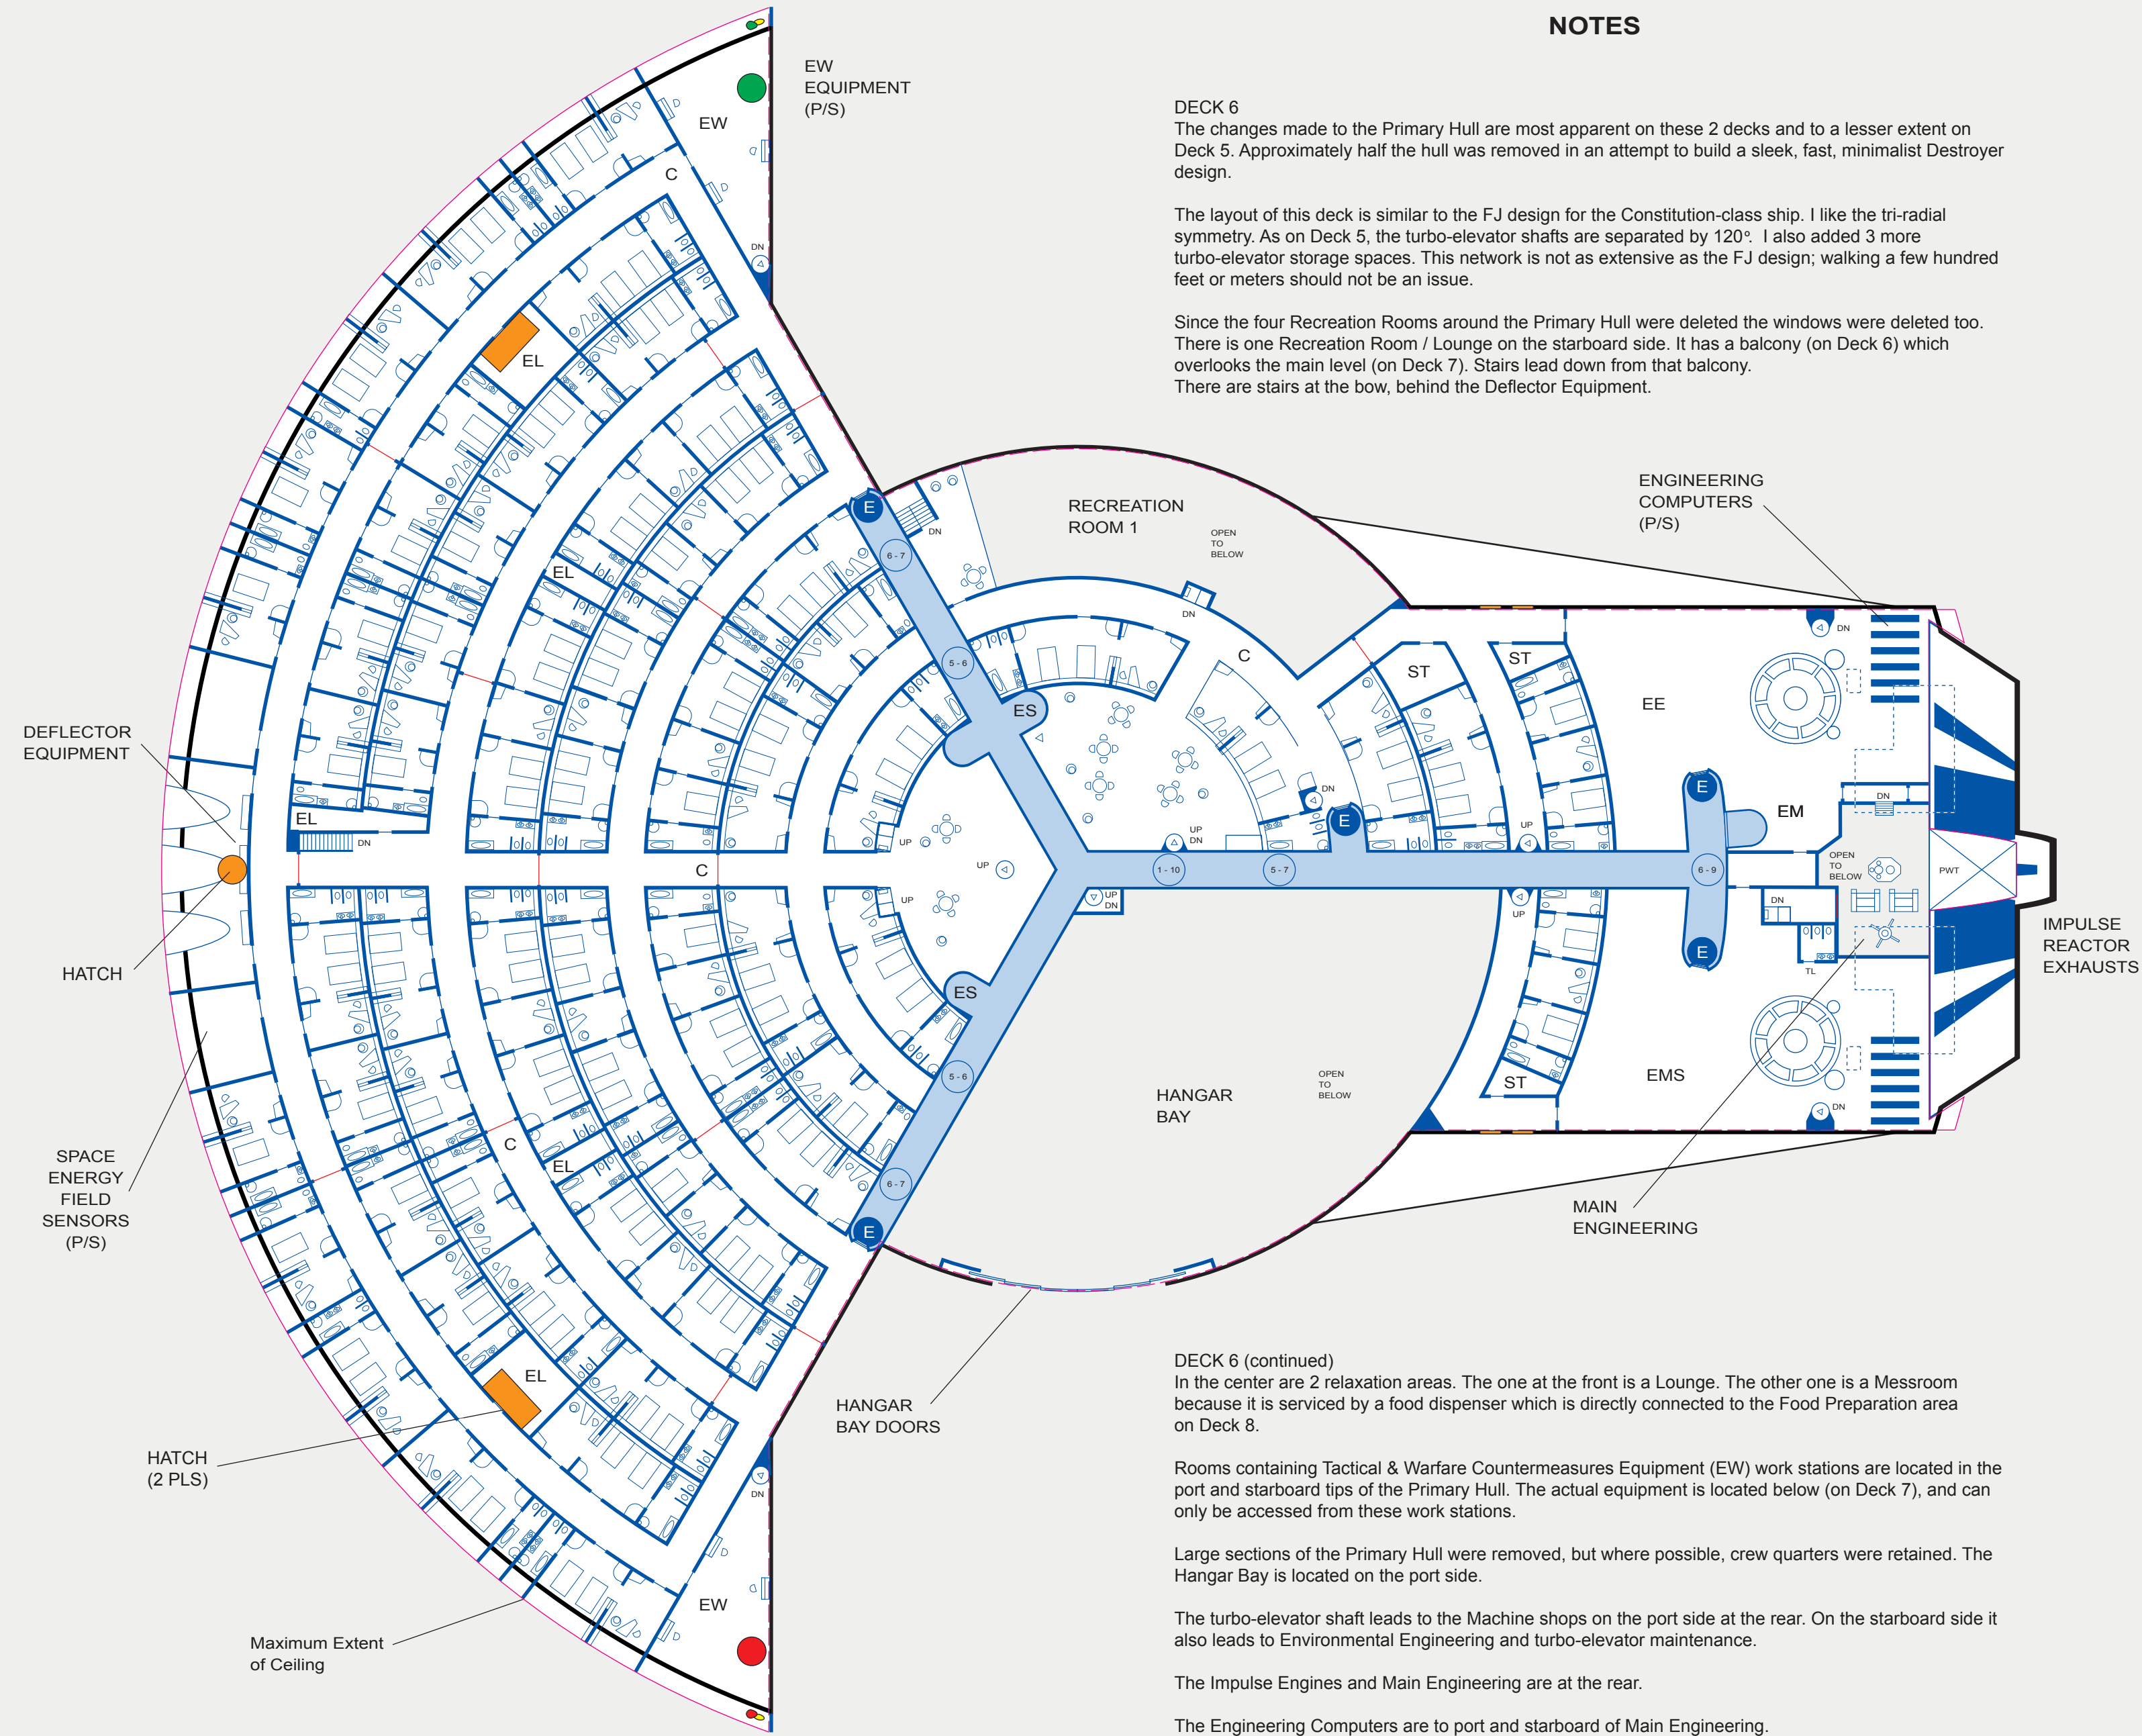 NOTES
DECK 6
The changes made to the Primary Hull are most apparent on these 2 decks and to a lesser extent on
Deck 5. Approximately half the hull was removed in an attempt to build a sleek, fast, minimalist Destroyer
design.
The layout of this deck is similar to the FJ design for the Constitution-class ship. I like the tri-radial
symmetry. As on Deck 5, the turbo-elevator shafts are separated by 120°. I also added 3 more
turbo-elevator storage spaces. This network is not as extensive as the FJ design; walking a few hundred
feet or meters should not be an issue.
Since the four Recreation Rooms around the Primary Hull were deleted the windows were deleted too.
There is one Recreation Room / Lounge on the starboard side. It has a balcony (on Deck 6) which
overlooks the main level (on Deck 7). Stairs lead down from that balcony.
There are stairs at the bow, behind the Deflector Equipment.
EW
EQUIPMENT
(P/S)
EW
C
DN
EL
E
6 - 7
DN
RECREATION
ROOM 1
OPEN
TO
BELOW
ENGINEERING
COMPUTERS
(P/S)
EL
DN
5 - 6
C
ES
ST
ST
DN
EE
DEFLECTOR
EQUIPMENT
EL
DN
UP
UP
DN
DN
E
UP
E
EM
DN
C
UP
1 - 10
5 - 7
6 - 9
OPEN
TO
BELOW
PWT
UP
UP
DN
UP
DN
E
TL
HATCH
IMPULSE
REACTOR
EXHAUSTS
ES
5 - 6
HANGAR
BAY
OPEN
TO
BELOW
ST
EMS
DN
C
EL
6 - 7
E
SPACE
ENERGY
FIELD
SENSORS
(P/S)
MAIN
ENGINEERING
EL
HANGAR
BAY DOORS
HATCH
(2 PLS)
DN
EW
Maximum Extent
of Ceiling
DECK 6 (continued)
In the center are 2 relaxation areas. The one at the front is a Lounge. The other one is a Messroom
because it is serviced by a food dispenser which is directly connected to the Food Preparation area
on Deck 8.
Rooms containing Tactical & Warfare Countermeasures Equipment (EW) work stations are located in the
port and starboard tips of the Primary Hull. The actual equipment is located below (on Deck 7), and can
only be accessed from these work stations.
Large sections of the Primary Hull were removed, but where possible, crew quarters were retained. The
Hangar Bay is located on the port side.
The turbo-elevator shaft leads to the Machine shops on the port side at the rear. On the starboard side it
also leads to Environmental Engineering and turbo-elevator maintenance.
The Impulse Engines and Main Engineering are at the rear.
The Engineering Computers are to port and starboard of Main Engineering.